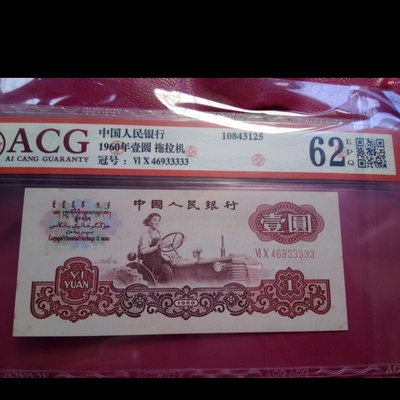 ACG
AI CANG GUARANTY
中国人民银行
1960年壹圆 拖拉机
冠号： VI X 46933333
10843125
62
E
P
Q
中國人民銀行
壹圓
VI X 46933333
YI
YUAN
1960
1